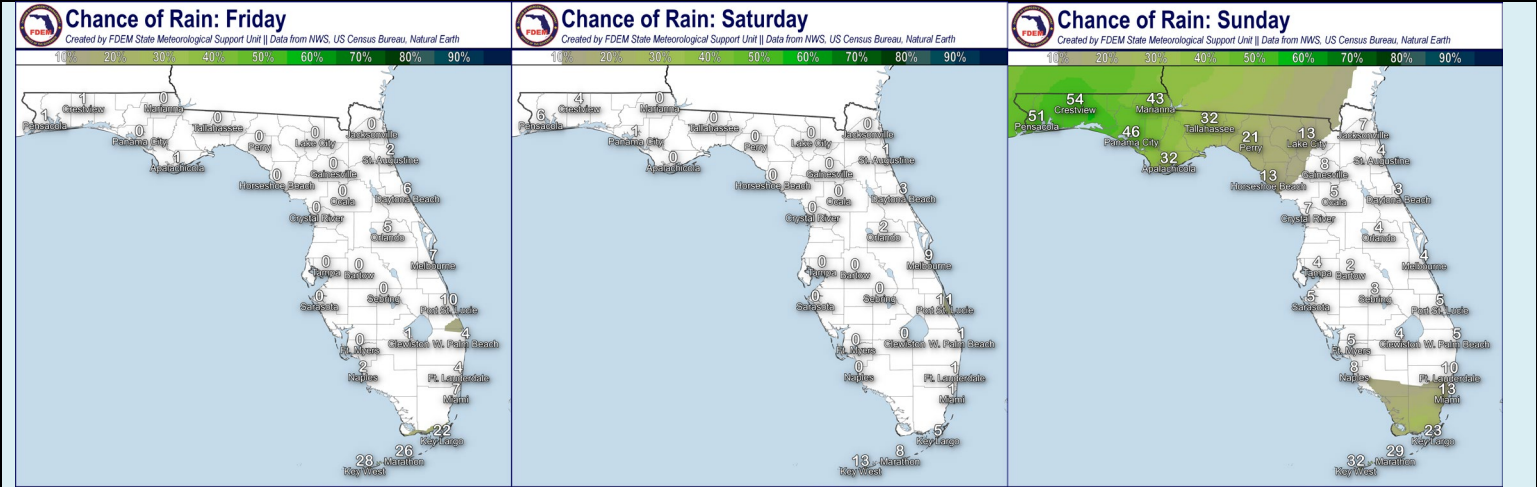 FDEM
Chance of Rain: Friday
Created by FDEM State Meteorological Support Unit || Data from NWS, US Census Bureau, Natural Earth
10% 20% 30% 40% 50% 60% 70% 80% 90%
1
Crestview
0
Marianna
1
Pensacola
0
Tallahassee
0
Panama City
0
Perry
0
Lake City
0
Jacksonville
1
Apalachicola
2
St. Augustine
0
Horseshoe Beach
0
Gainesville
0
Ocala
6
Daytona Beach
0
Crystal River
5
Orlando
7
Melbourne
0
Tampa
0
Bartow
0
Sarasota
0
Sebring
10
Port St. Lucie
0
Ft. Myers
1
Clewiston
4
W. Palm Beach
2
Naples
4
Ft. Lauderdale
7
Miami
22
Key Largo
26
Marathon
28
Key West
FDEM
Chance of Rain: Saturday
Created by FDEM State Meteorological Support Unit || Data from NWS, US Census Bureau, Natural Earth
10% 20% 30% 40% 50% 60% 70% 80% 90%
4
Crestview
0
Marianna
6
Pensacola
0
Tallahassee
1
Panama City
0
Perry
0
Lake City
0
Jacksonville
0
Apalachicola
1
St. Augustine
0
Horseshoe Beach
0
Gainesville
0
Ocala
3
Daytona Beach
0
Crystal River
2
Orlando
9
Melbourne
0
Tampa
0
Bartow
0
Sarasota
0
Sebring
11
Port St. Lucie
0
Ft. Myers
0
Clewiston
1
W. Palm Beach
0
Naples
1
Ft. Lauderdale
1
Miami
5
Key Largo
8
Marathon
13
Key West
FDEM
Chance of Rain: Sunday
Created by FDEM State Meteorological Support Unit || Data from NWS, US Census Bureau, Natural Earth
10% 20% 30% 40% 50% 60% 70% 80% 90%
54
Crestview
43
Marianna
51
Pensacola
32
Tallahassee
46
Panama City
21
Perry
13
Lake City
7
Jacksonville
32
Apalachicola
4
St. Augustine
13
Horseshoe Beach
8
Gainesville
5
Ocala
3
Daytona Beach
7
Crystal River
4
Orlando
4
Melbourne
4
Tampa
2
Bartow
5
Sarasota
3
Sebring
5
Port St. Lucie
5
Ft. Myers
4
Clewiston
5
W. Palm Beach
8
Naples
10
Ft. Lauderdale
13
Miami
23
Key Largo
29
Marathon
32
Key West